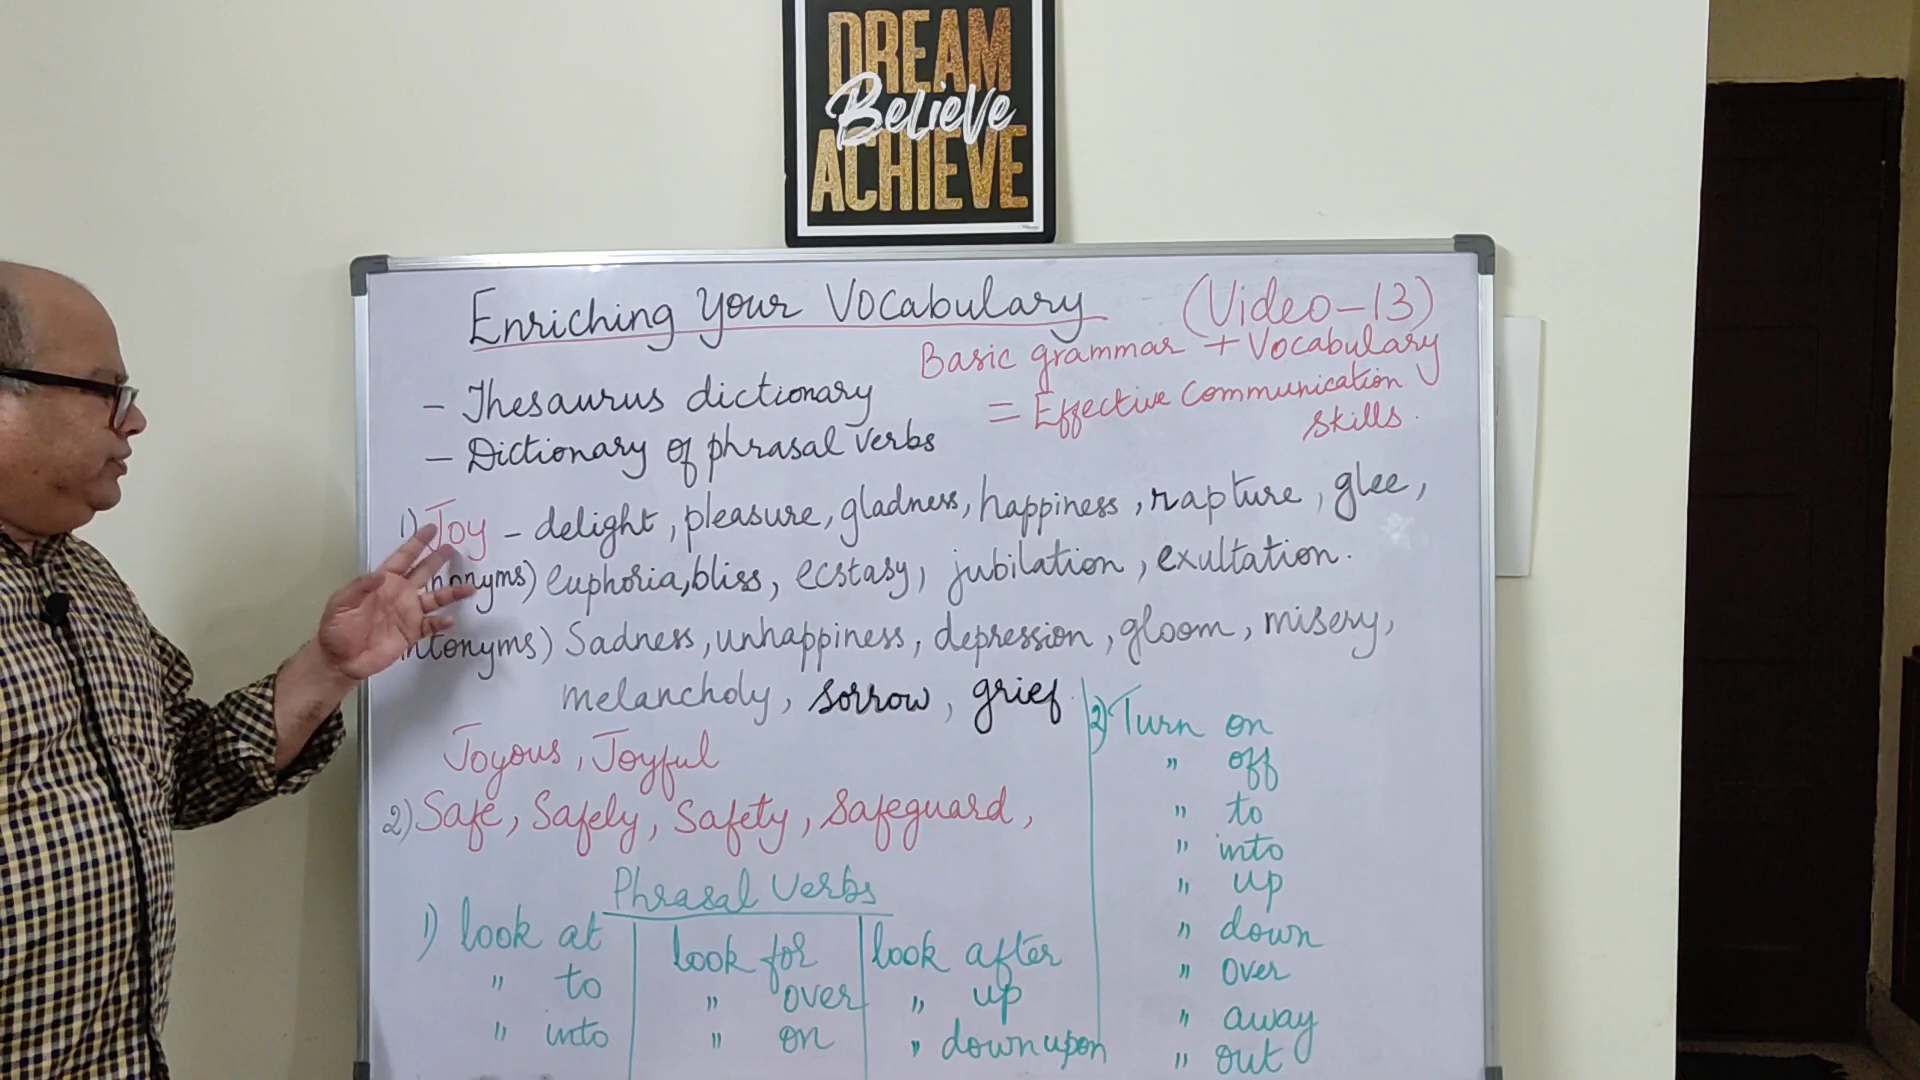 DREAM
Believe
ACHIEVE
Enriching Your Vocabulary (Video-13)
Basic grammar + Vocabulary
= Effective Communication
skills.
- Thesaurus dictionary
- Dictionary of phrasal verbs
1) Joy - delight, pleasure, gladness, happiness, rapture, glee,
nonyms) euphoria, bliss, ecstasy, jubilation, exultation.
ntonyms) Sadness, unhappiness, depression, gloom, misery,
melancholy, sorrow, grief.
Joyous, Joyful
2) Safe, Safely, Safety, Safeguard,
Phrasal Verbs
1) look at
" to
" into
look for
" over
" on
look after
" up
" down upon
2) Turn on
" off
" to
" into
" up
" down
" over
" away
" out